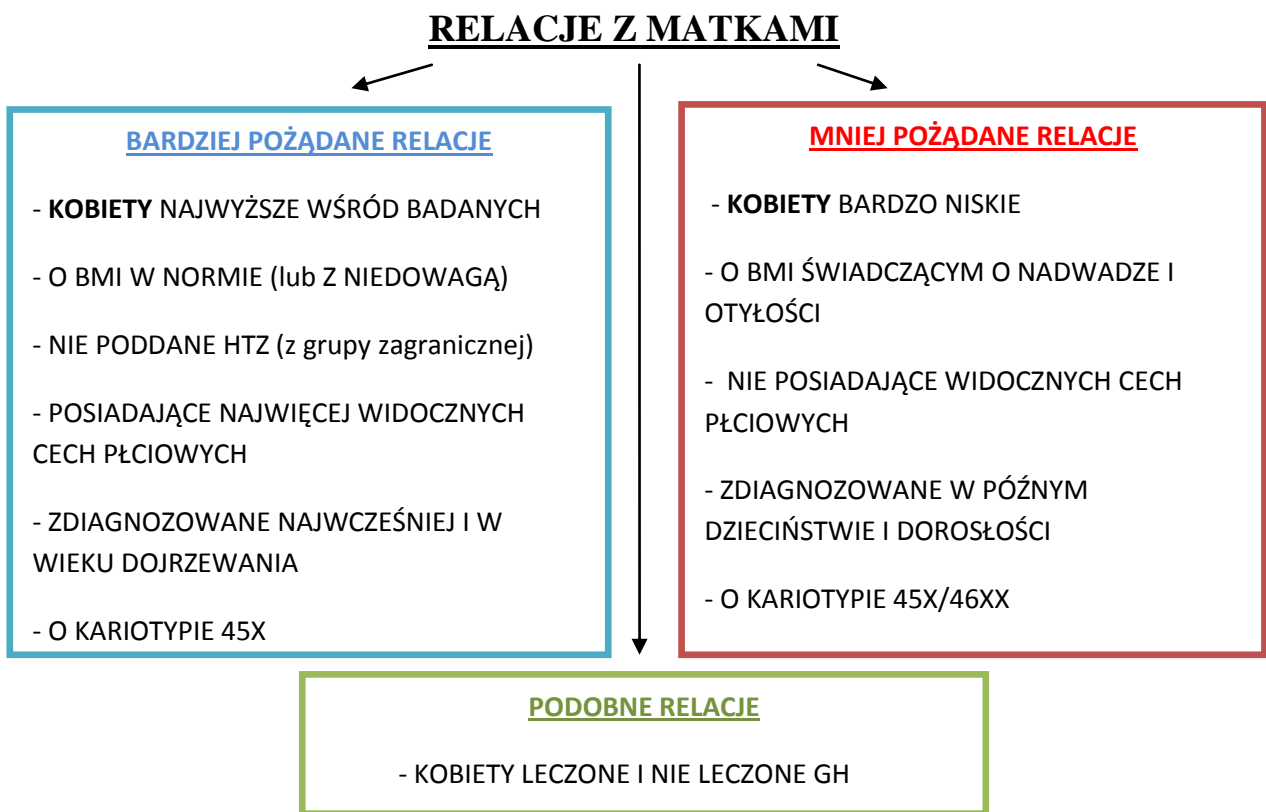 RELACJE Z MATKAMI
BARDZIEJ POŻĄDANE RELACJE
- KOBIETY NAJWYŻSZE WŚRÓD BADANYCH
- O BMI W NORMIE (lub Z NIEDOWAGĄ)
- NIE PODDANE HTZ (z grupy zagranicznej)
- POSIADAJĄCE NAJWIĘCEJ WIDOCZNYCH
CECH PŁCIOWYCH
- ZDIAGNOZOWANE NAJWCZEŚNIEJ I W
WIEKU DOJRZEWANIA
- O KARIOTYPIE 45X
MNIEJ POŻĄDANE RELACJE
- KOBIETY BARDZO NISKIE
- O BMI ŚWIADCZĄCYM O NADWADZE I
OTYŁOŚCI
- NIE POSIADAJĄCE WIDOCZNYCH CECH
PŁCIOWYCH
- ZDIAGNOZOWANE W PÓŹNYM
DZIECIŃSTWIE I DOROSŁOŚCI
- O KARIOTYPIE 45X/46XX
PODOBNE RELACJE
- KOBIETY LECZONE I NIE LECZONE GH